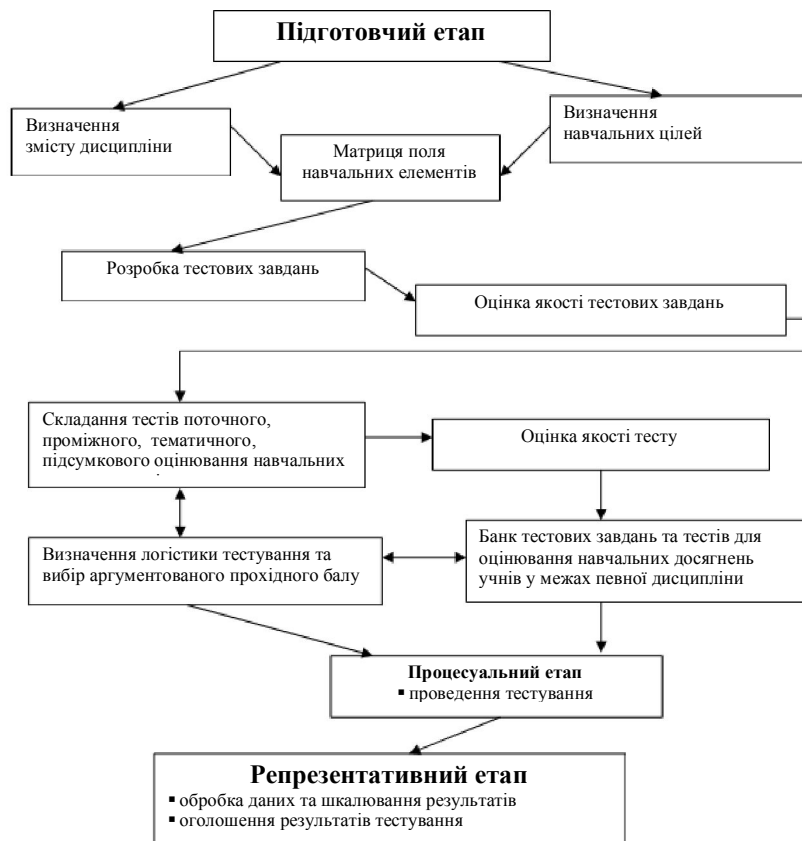 Підготовчий етап
Визначення
змісту дисципліни
Визначення
навчальних цілей
Матриця поля
навчальних елементів
Розробка тестових завдань
Оцінка якості тестових завдань
Складання тестів поточного,
проміжного, тематичного,
підсумкового оцінювання навчальних
Оцінка якості тесту
Визначення логістики тестування та
вибір аргументованого прохідного балу
Банк тестових завдань та тестів для
оцінювання навчальних досягнень
учнів у межах певної дисципліни
Процесуальний етап
▪ проведення тестування
Репрезентативний етап
▪ обробка даних та шкалювання результатів
▪ оголошення результатів тестування